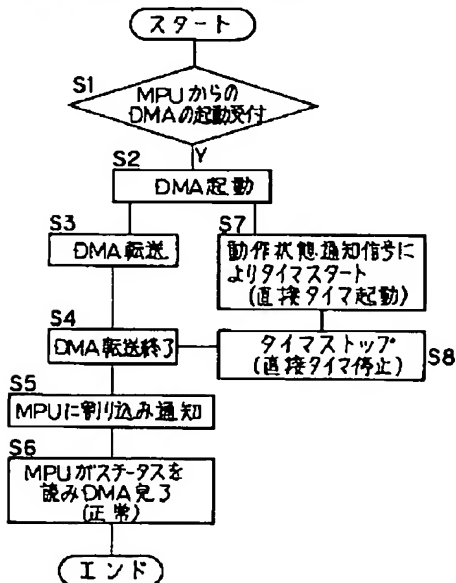 スタート
S1
MPUからの
DMAの起動受付
Y
S2
DMA起動
S3
DMA転送
S7
動作状態通知信号に
よりタイマスタート
(直接タイマ起動)
S4
DMA転送終了
タイマストップ
(直接タイマ停止)
S8
S5
MPUに割り込み通知
S6
MPUがステータスを
読みDMA完了
(正常)
エンド